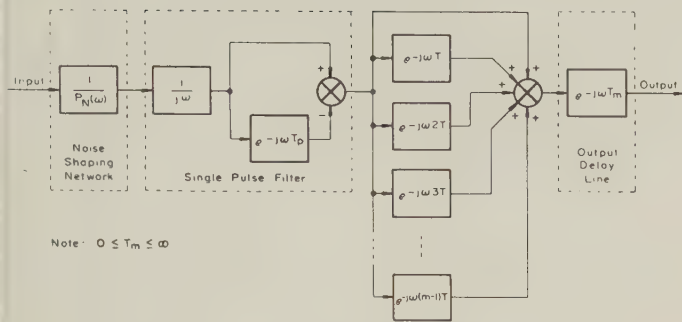 Input
1
P_N(ω)
Noise
Shaping
Network
1
jω
+
−
e^-jωT_p
Single Pulse Filter
e^-jωT
e^-jω2T
e^-jω3T
e^-jω(m-1)T
+
+
+
+
+
e^-jωT_m
Output
Output
Delay
Line
Note: 0 ≤ T_m ≤ ∞